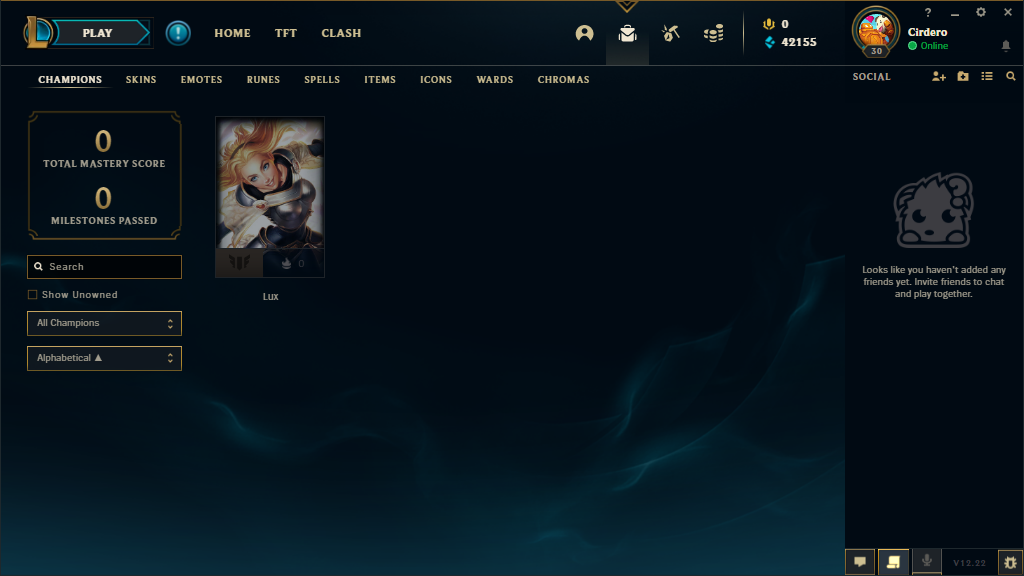 PLAY
HOME
TFT
CLASH
0
42155
30
Cirdero
Online
CHAMPIONS
SKINS
EMOTES
RUNES
SPELLS
ITEMS
ICONS
WARDS
CHROMAS
SOCIAL
0
TOTAL MASTERY SCORE
0
MILESTONES PASSED
Search
Show Unowned
All Champions
Alphabetical ▲
0
Lux
Looks like you haven't added any
friends yet. Invite friends to chat
and play together.
V12.22